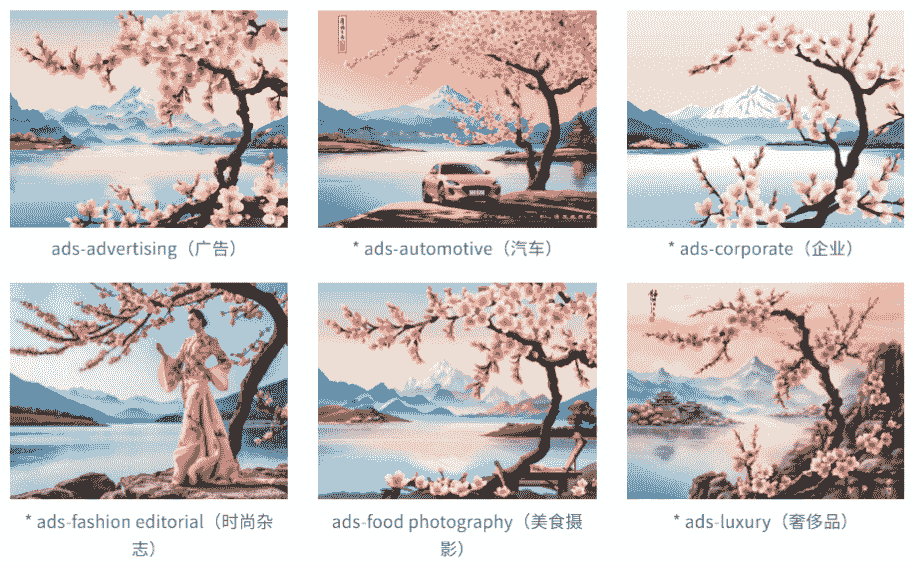 ads-advertising（广告）
* ads-automotive（汽车）
* ads-corporate（企业）
* ads-fashion editorial（时尚杂
志）
ads-food photography（美食摄
影）
* ads-luxury（奢侈品）